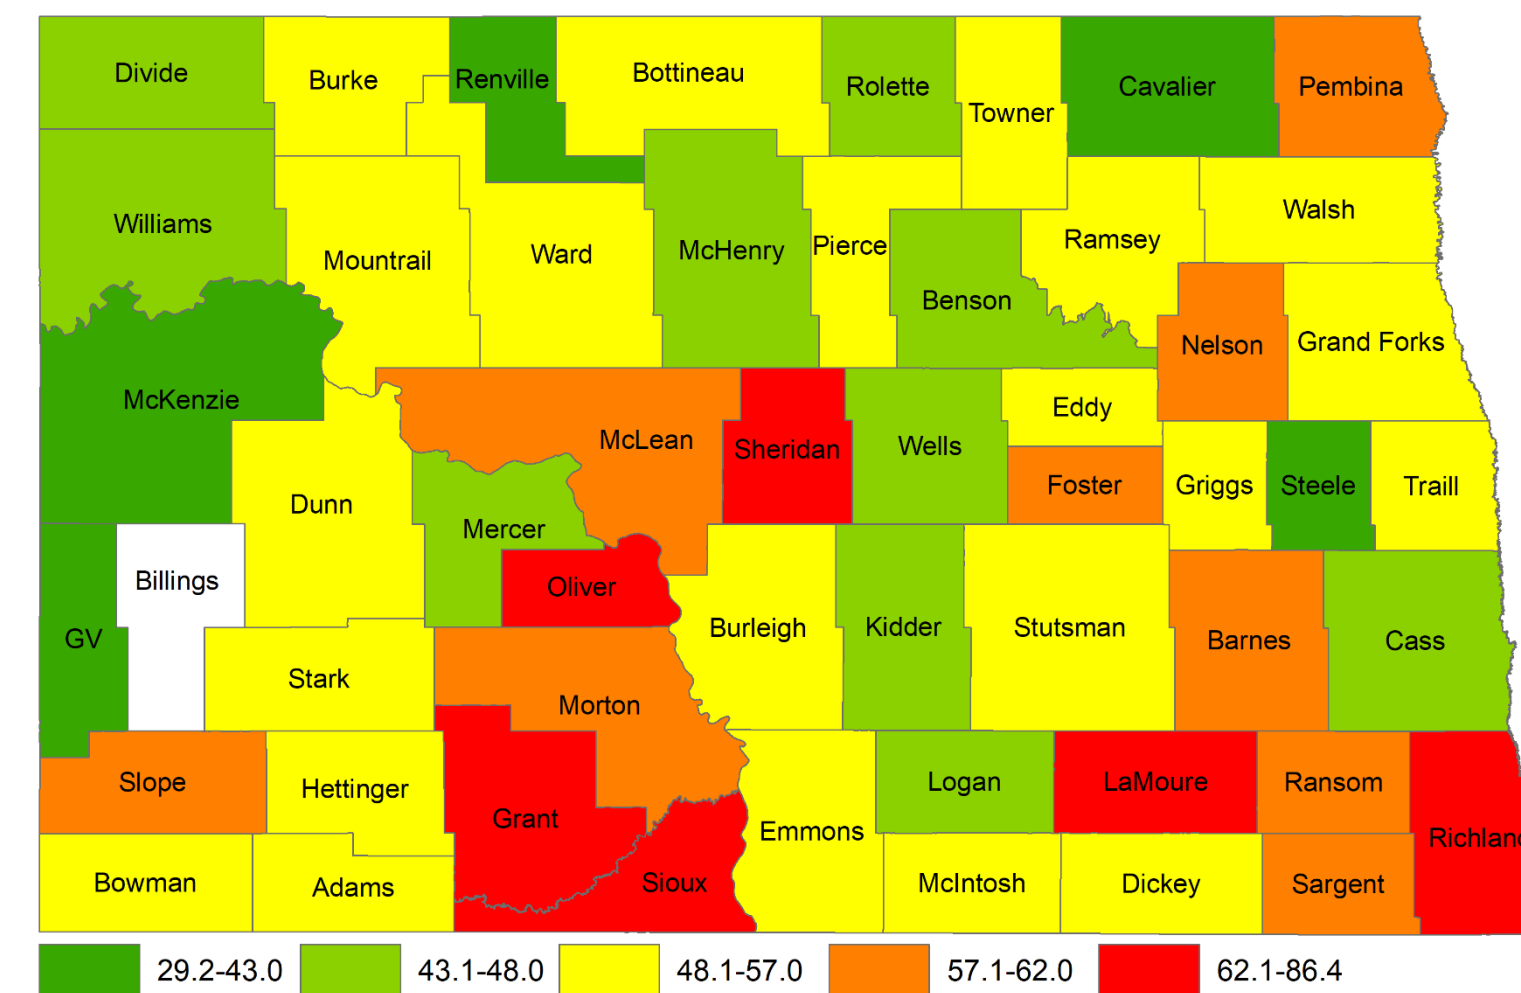 Divide
Burke
Renville
Bottineau
Rolette
Towner
Cavalier
Pembina
Williams
Mountrail
Ward
McHenry
Pierce
Benson
Ramsey
Walsh
McKenzie
McLean
Sheridan
Wells
Eddy
Nelson
Grand Forks
Dunn
Mercer
Foster
Griggs
Steele
Traill
Billings
Oliver
GV
Stark
Morton
Burleigh
Kidder
Stutsman
Barnes
Cass
Slope
Hettinger
Grant
Emmons
Logan
LaMoure
Ransom
Richland
Bowman
Adams
Sioux
McIntosh
Dickey
Sargent
29.2-43.0
43.1-48.0
48.1-57.0
57.1-62.0
62.1-86.4